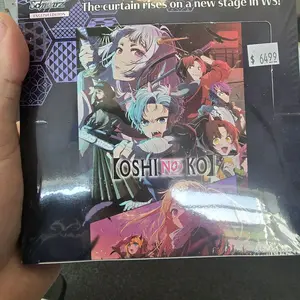 The curtain rises on a new stage in WS!
$ 64.99
【OSHI NO KO】